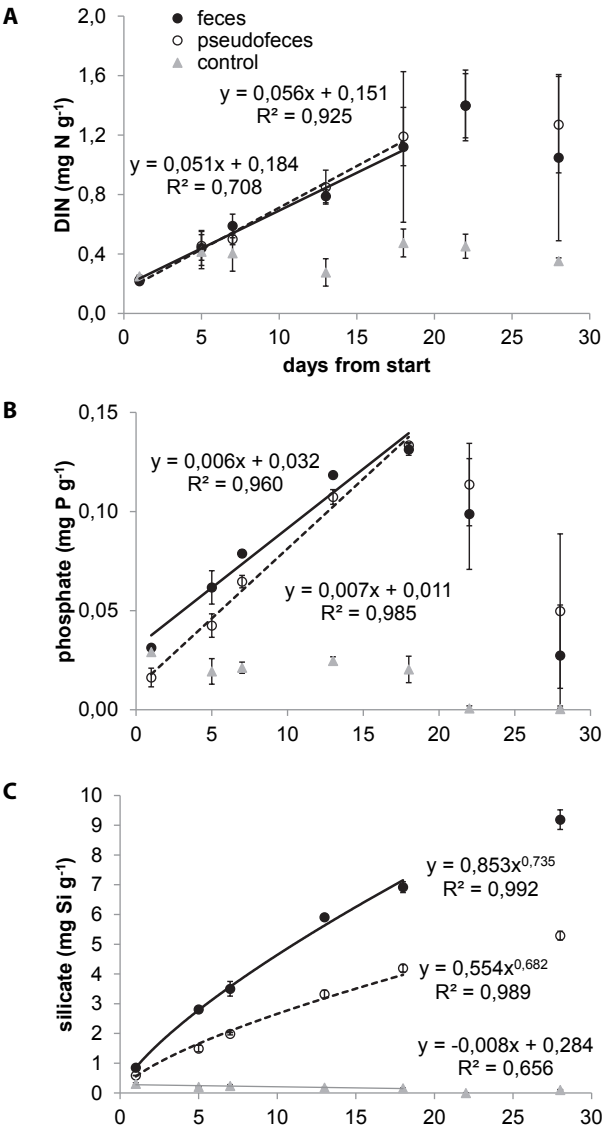 A
feces
pseudofeces
control
DIN (mg N g⁻¹)
2,0
1,6
1,2
0,8
0,4
0,0
y = 0,056x + 0,151
R² = 0,925
y = 0,051x + 0,184
R² = 0,708
0 5 10 15 20 25 30
days from start
B
phosphate (mg P g⁻¹)
0,15
0,10
0,05
0,00
y = 0,006x + 0,032
R² = 0,960
y = 0,007x + 0,011
R² = 0,985
0 5 10 15 20 25 30
C
silicate (mg Si g⁻¹)
10
9
8
7
6
5
4
3
2
1
0
y = 0,853x⁰,⁷³⁵
R² = 0,992
y = 0,554x⁰,⁶⁸²
R² = 0,989
y = -0,008x + 0,284
R² = 0,656
0 5 10 15 20 25 30